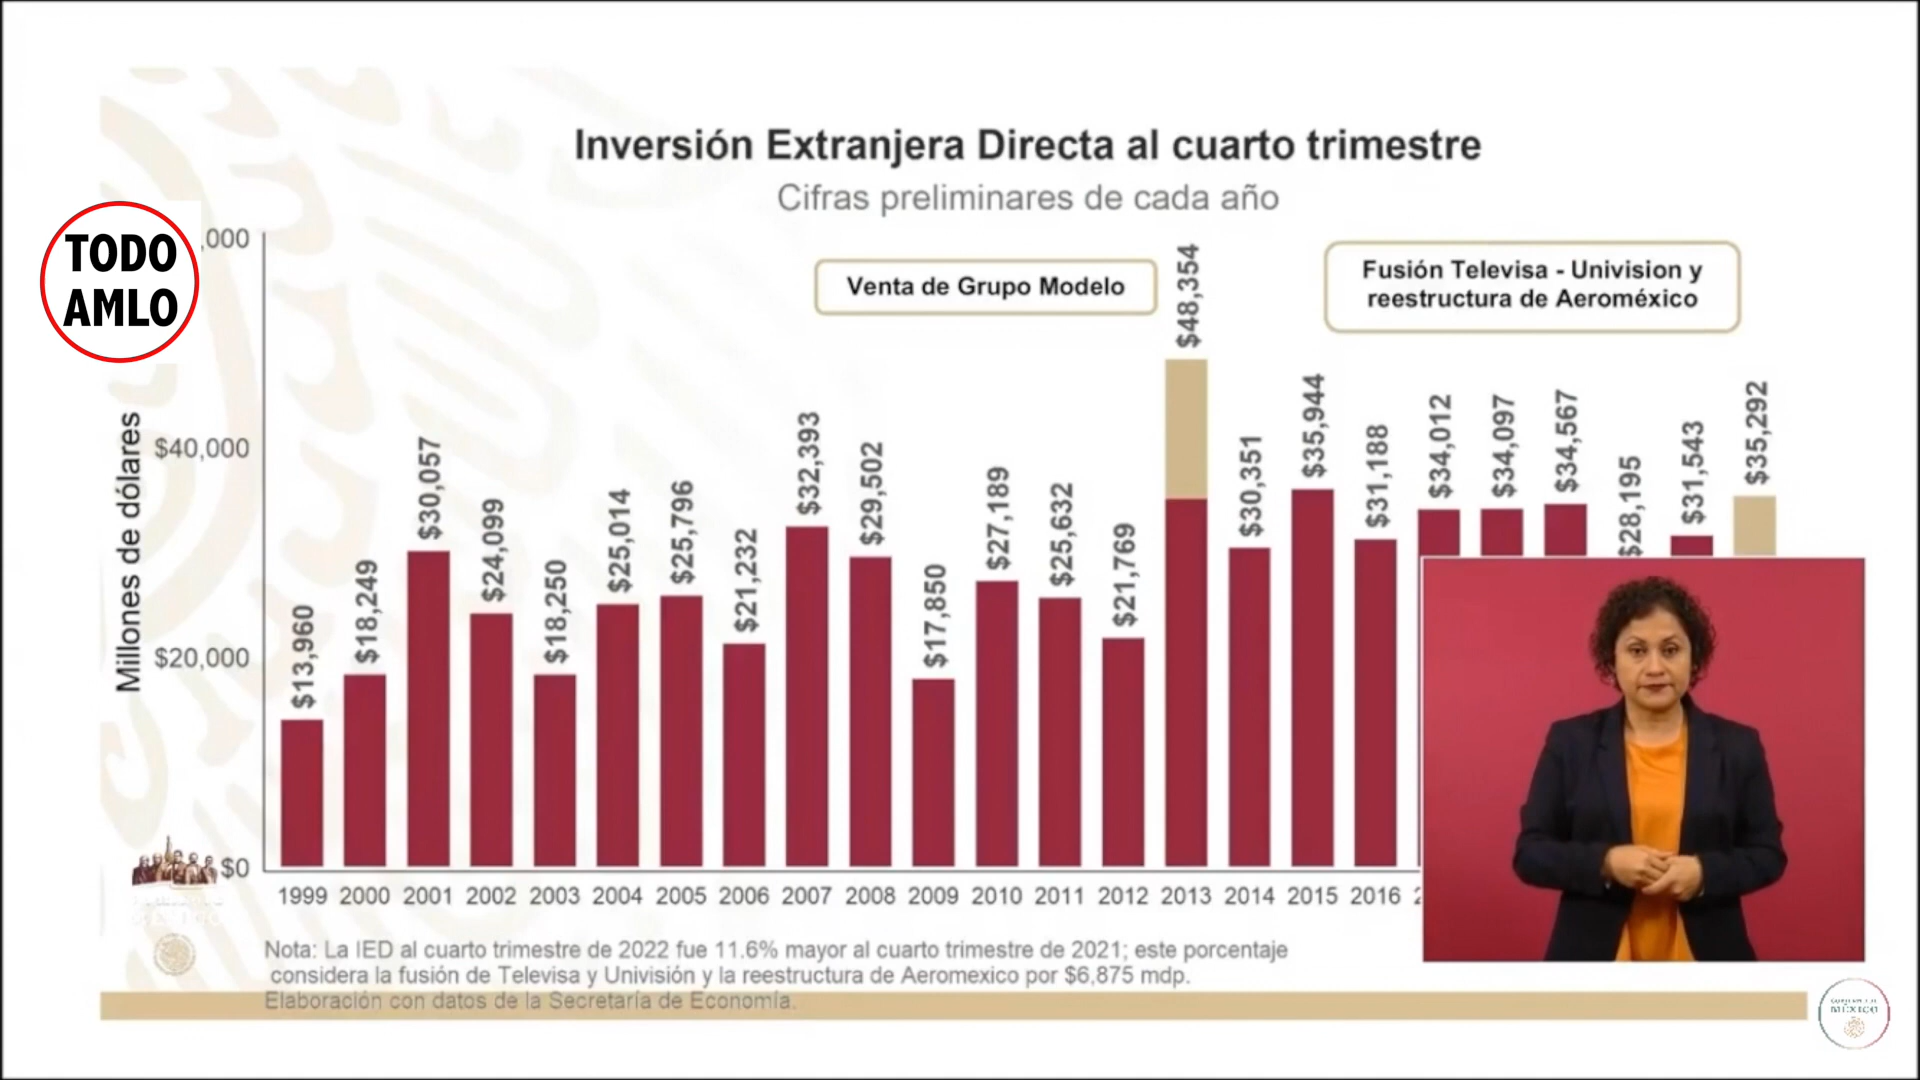 Inversión Extranjera Directa al cuarto trimestre
Cifras preliminares de cada año
TODO
AMLO
,000
$40,000
$20,000
$0
Millones de dólares
Venta de Grupo Modelo
Fusión Televisa - Univision y
reestructura de Aeroméxico
$13,960
$18,249
$30,057
$24,099
$18,250
$25,014
$25,796
$21,232
$32,393
$29,502
$17,850
$27,189
$25,632
$21,769
$48,354
$30,351
$35,944
$31,188
$34,012
$34,097
$34,567
$28,195
$31,543
$35,292
1999 2000 2001 2002 2003 2004 2005 2006 2007 2008 2009 2010 2011 2012 2013 2014 2015 2016
Nota: La IED al cuarto trimestre de 2022 fue 11.6% mayor al cuarto trimestre de 2021; este porcentaje
considera la fusión de Televisa y Univisión y la reestructura de Aeromexico por $6,875 mdp.
Elaboración con datos de la Secretaría de Economía.
MÉXICO